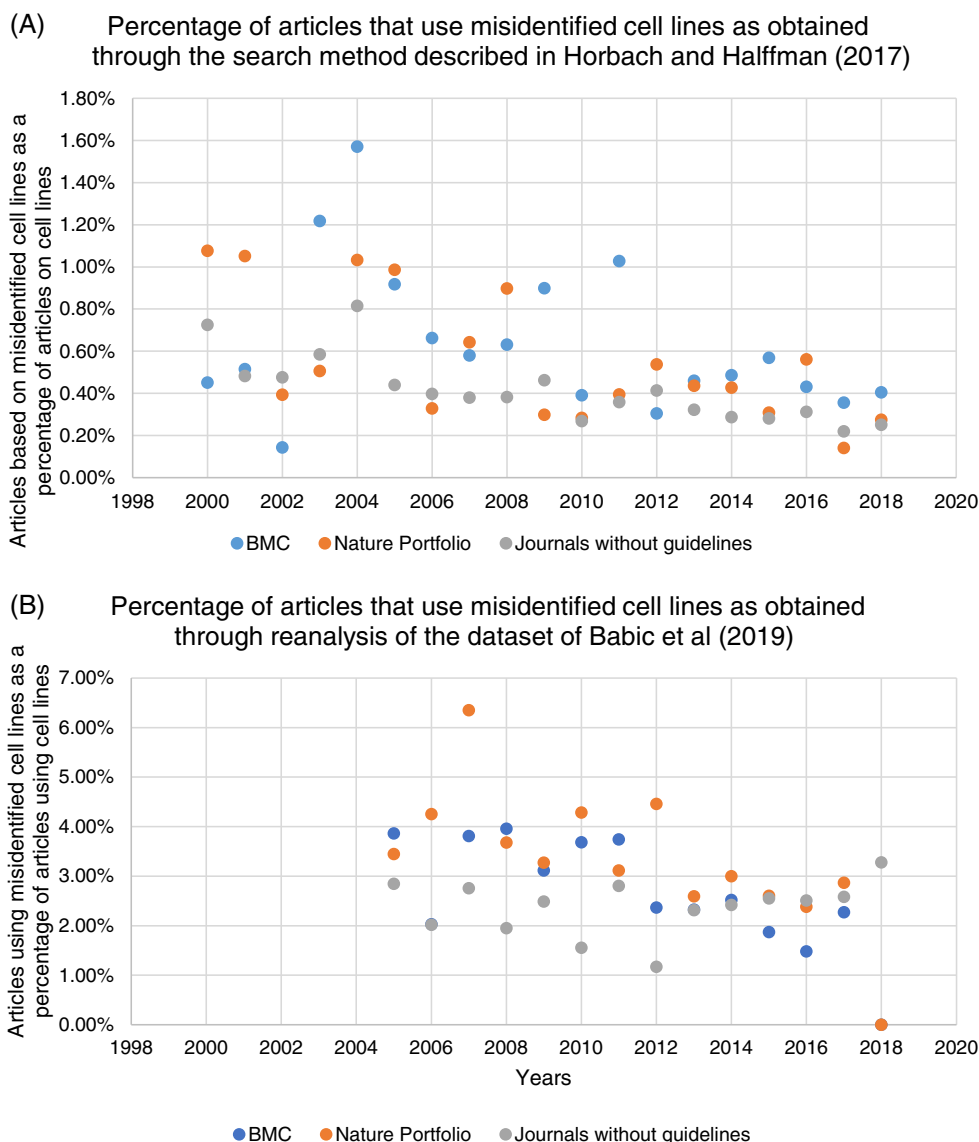 (A)
Percentage of articles that use misidentified cell lines as obtained
through the search method described in Horbach and Halffman (2017)
Articles based on misidentified cell lines as a
percentage of articles on cell lines
1.80%
1.60%
1.40%
1.20%
1.00%
0.80%
0.60%
0.40%
0.20%
0.00%
1998 2000 2002 2004 2006 2008 2010 2012 2014 2016 2018 2020
BMC Nature Portfolio Journals without guidelines
(B)
Percentage of articles that use misidentified cell lines as obtained
through reanalysis of the dataset of Babic et al (2019)
Articles using misidentified cell lines as a
percentage of articles using cell lines
7.00%
6.00%
5.00%
4.00%
3.00%
2.00%
1.00%
0.00%
1998 2000 2002 2004 2006 2008 2010 2012 2014 2016 2018 2020
Years
BMC Nature Portfolio Journals without guidelines